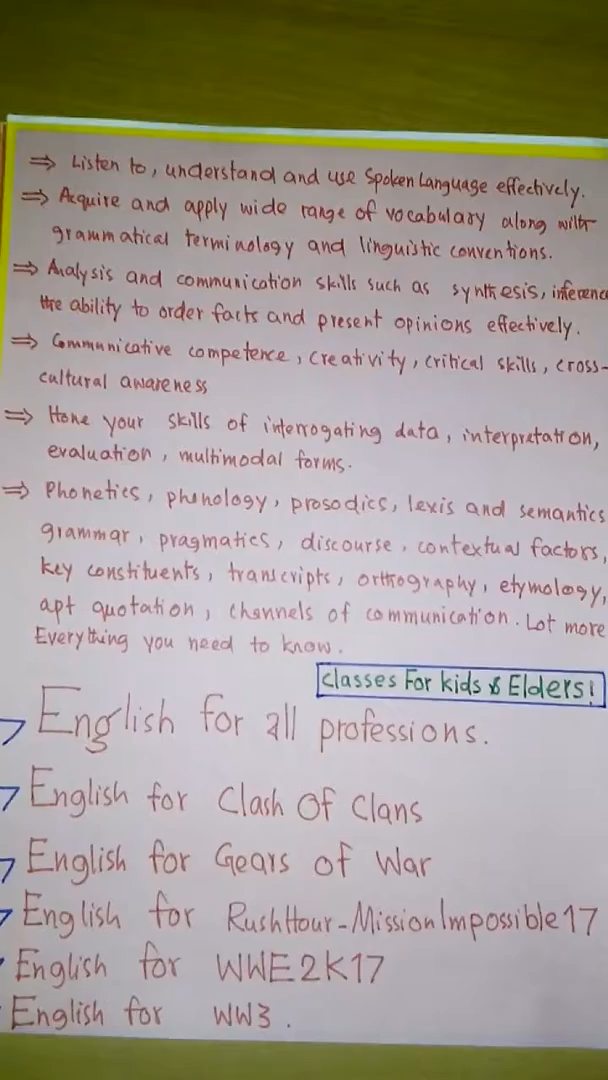 ⇒ Listen to, understand and use Spoken Language effectively.
⇒ Acquire and apply wide range of vocabulary along with
grammatical terminology and linguistic conventions.
⇒ Analysis and communication skills such as synthesis, inference
the ability to order facts and present opinions effectively.
⇒ Communicative competence, creativity, critical skills, cross-
cultural awareness
⇒ Hone your skills of interrogating data, interpretation,
evaluation, multimodal forms.
⇒ Phonetics, phonology, prosodics, lexis and semantics
grammar, pragmatics, discourse, contextual factors,
key constituents, transcripts, orthography, etymology,
apt quotation, channels of communication. Lot more
Everything you need to know.
Classes For kids & Elders!
English for all professions.
English for Clash Of Clans
English for Gears of War
English for RushHour-MissionImpossible17
English for WWE2K17
English for WW3.